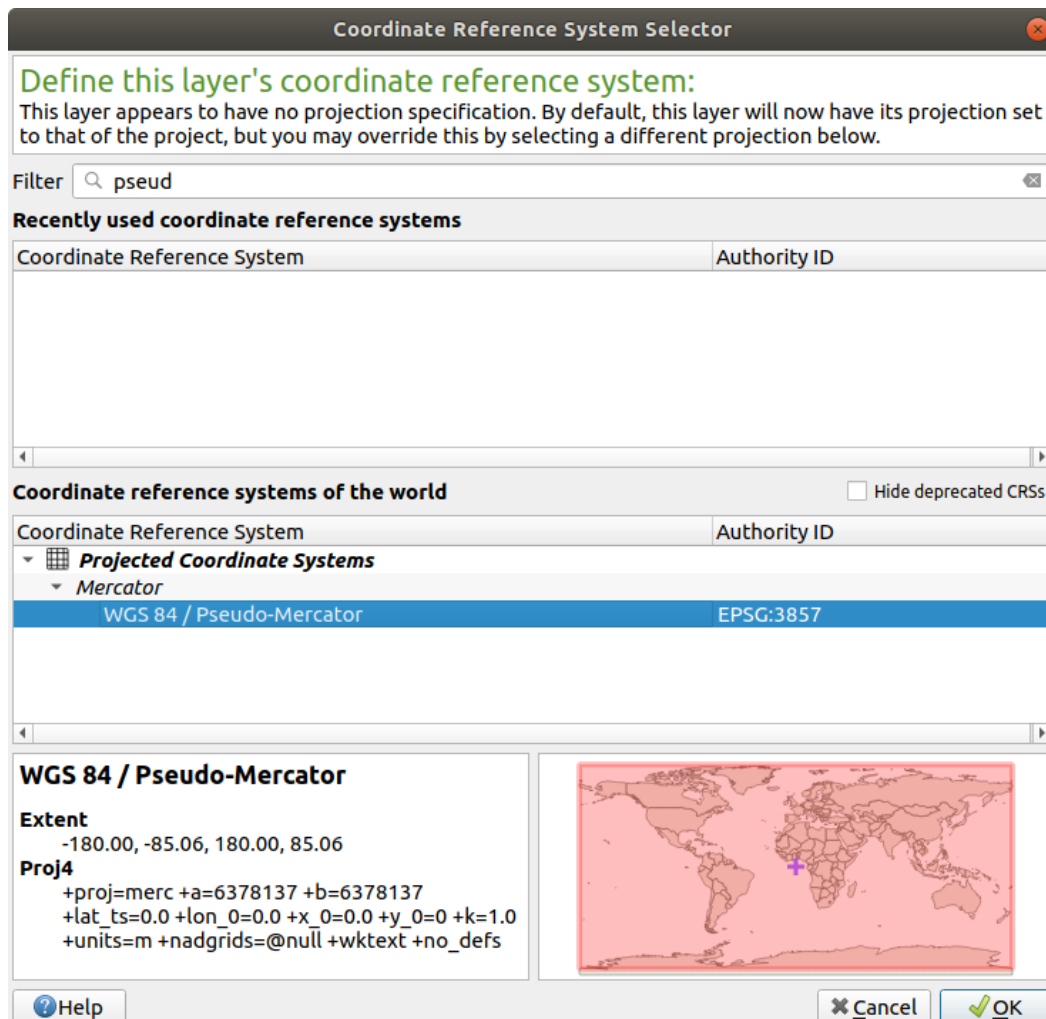 Coordinate Reference System Selector
Define this layer's coordinate reference system:
This layer appears to have no projection specification. By default, this layer will now have its projection set
to that of the project, but you may override this by selecting a different projection below.
Filter pseud
Recently used coordinate reference systems
Coordinate Reference System Authority ID
Coordinate reference systems of the world Hide deprecated CRSs
Coordinate Reference System Authority ID
Projected Coordinate Systems
Mercator
WGS 84 / Pseudo-Mercator EPSG:3857
WGS 84 / Pseudo-Mercator
Extent
-180.00, -85.06, 180.00, 85.06
Proj4
+proj=merc +a=6378137 +b=6378137
+lat_ts=0.0 +lon_0=0.0 +x_0=0.0 +y_0=0 +k=1.0
+units=m +nadgrids=@null +wktext +no_defs
Help Cancel OK